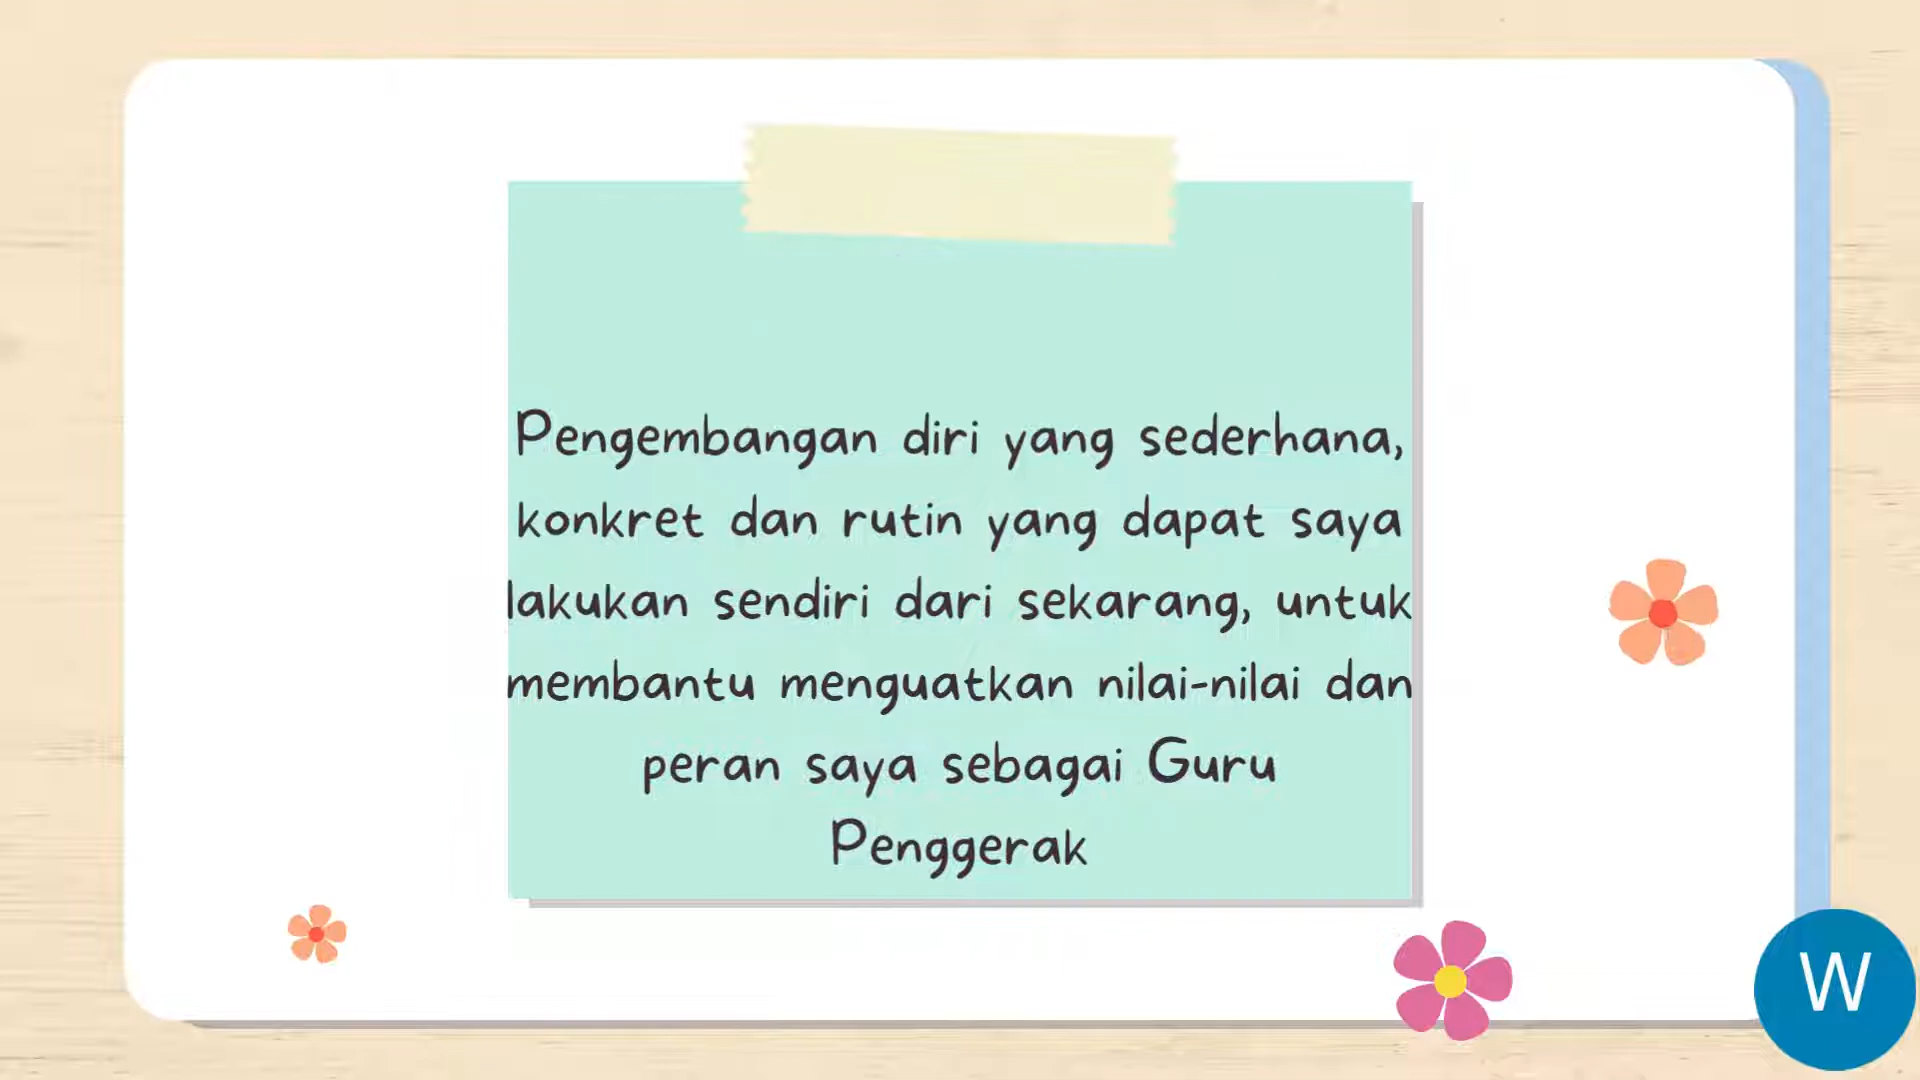 Pengembangan diri yang sederhana,
konkret dan rutin yang dapat saya
lakukan sendiri dari sekarang, untuk
membantu menguatkan nilai-nilai dan
peran saya sebagai Guru
Penggerak
W